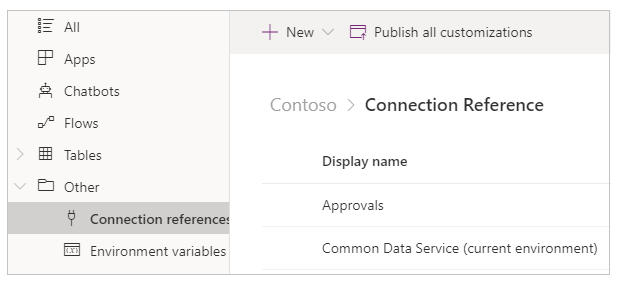 All
Apps
Chatbots
Flows
Tables
Other
Connection references
Environment variables
New
Publish all customizations
Contoso > Connection Reference
Display name
Approvals
Common Data Service (current environment)